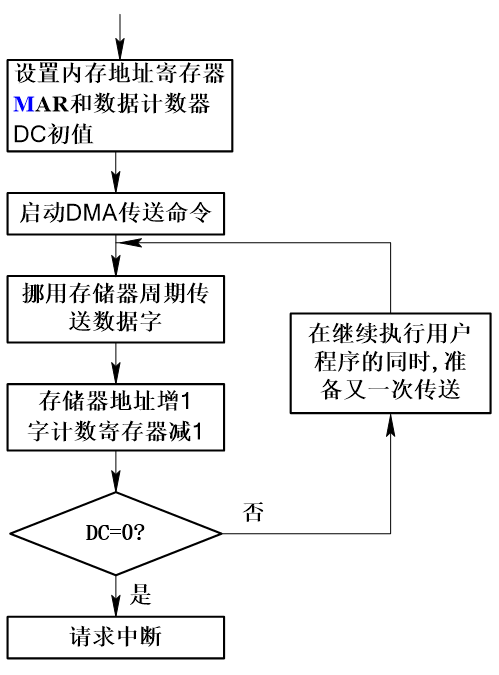 设置内存地址寄存器
MAR和数据计数器
DC初值
启动DMA传送命令
挪用存储器周期传
送数据字
在继续执行用户
程序的同时,准
备又一次传送
存储器地址增1
字计数寄存器减1
DC=0?
否
是
请求中断